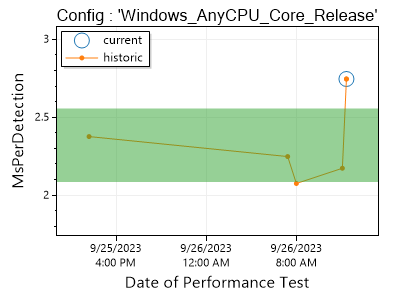 Config : 'Windows_AnyCPU_Core_Release'
current
historic
3
2.5
2
MsPerDetection
9/25/2023 9/26/2023 9/26/2023
4:00 PM 12:00 AM 8:00 AM
Date of Performance Test